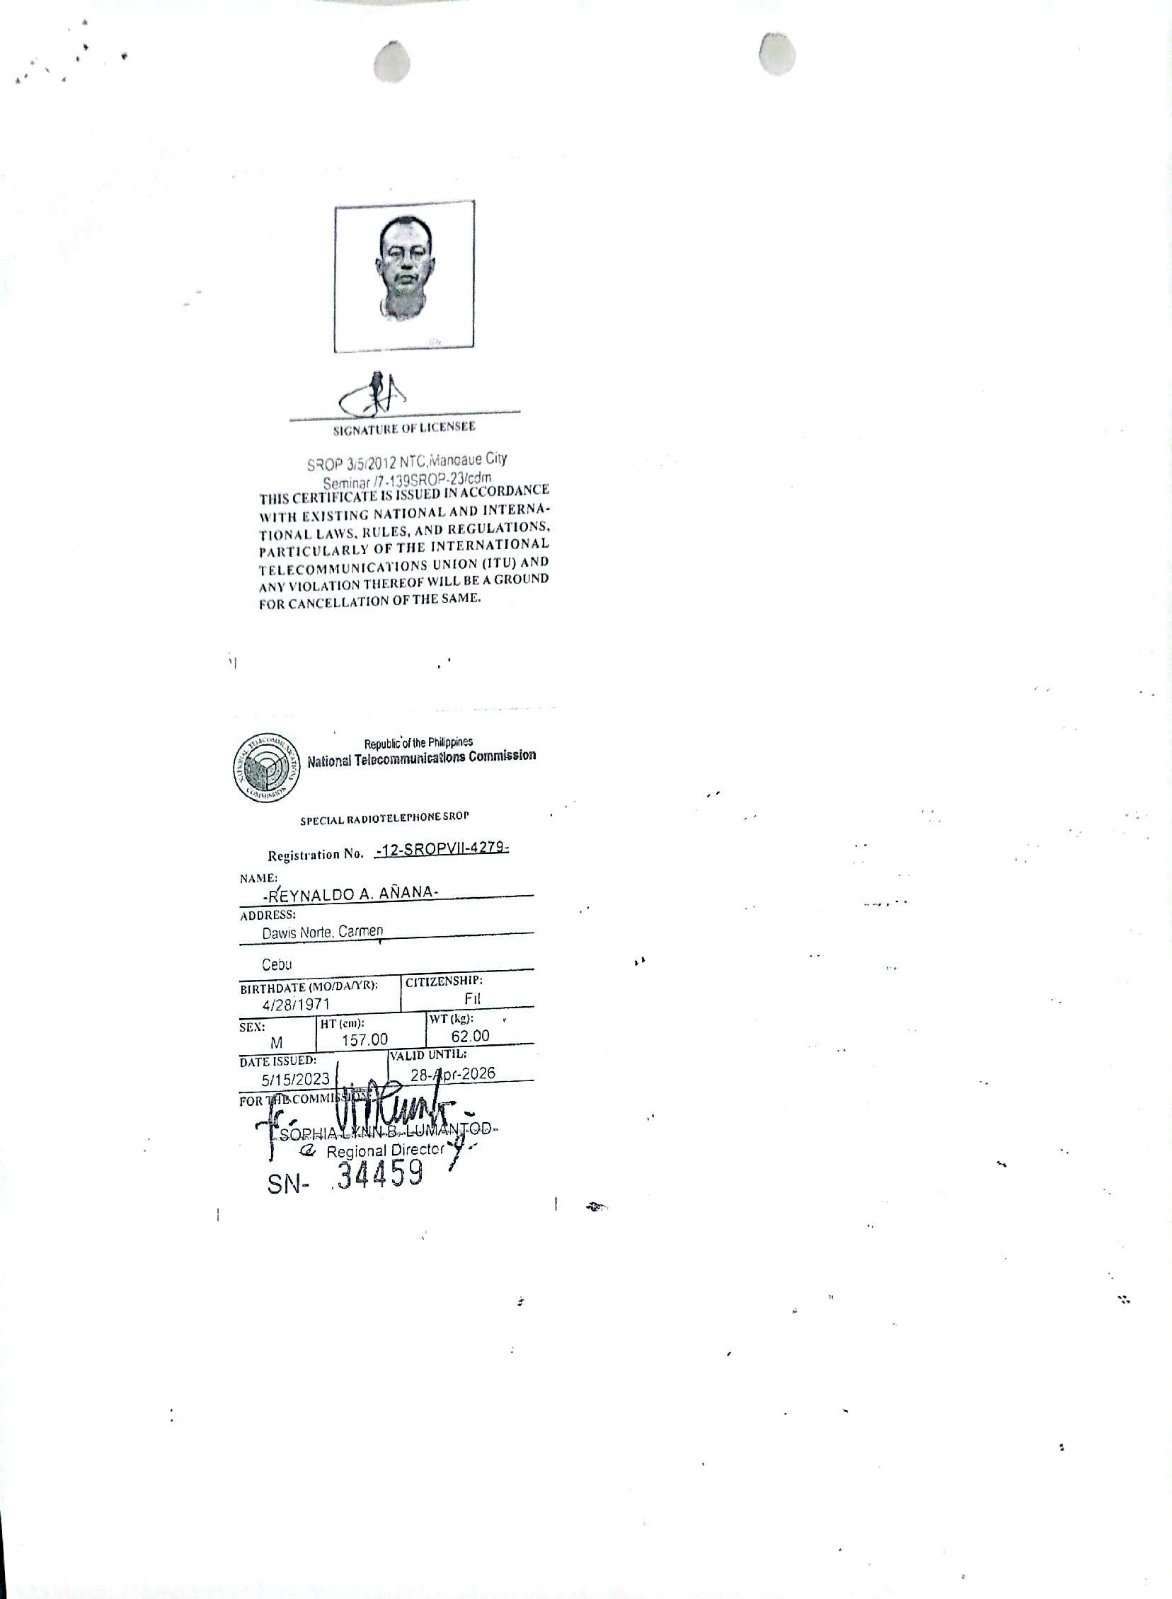 SIGNATURE OF LICENSEE
SROP 3/5/2012 NTC,Mandaue City
Seminar /7-139SROP-23/cdm
THIS CERTIFICATE IS ISSUED IN ACCORDANCE
WITH EXISTING NATIONAL AND INTERNA-
TIONAL LAWS, RULES, AND REGULATIONS,
PARTICULARLY OF THE INTERNATIONAL
TELECOMMUNICATIONS UNION (ITU) AND
ANY VIOLATION THEREOF WILL BE A GROUND
FOR CANCELLATION OF THE SAME.
NATIONAL TELECOMMUNICATIONS COMMISSION
Republic of the Philippines
National Telecommunications Commission
SPECIAL RADIOTELEPHONE SROP
Registration No. -12-SROPVII-4279-
NAME:
-REYNALDO A. AÑANA-
ADDRESS:
Dawis Norte, Carmen
Cebu
BIRTHDATE (MO/DA/YR): CITIZENSHIP:
4/28/1971 Fil
SEX: HT (cm): WT (kg):
M 157.00 62.00
DATE ISSUED: VALID UNTIL:
5/15/2023 28-Apr-2026
FOR THE COMMISSION
-SOPHIA LYNN B. LUMANTOD-
Regional Director
SN- 34459